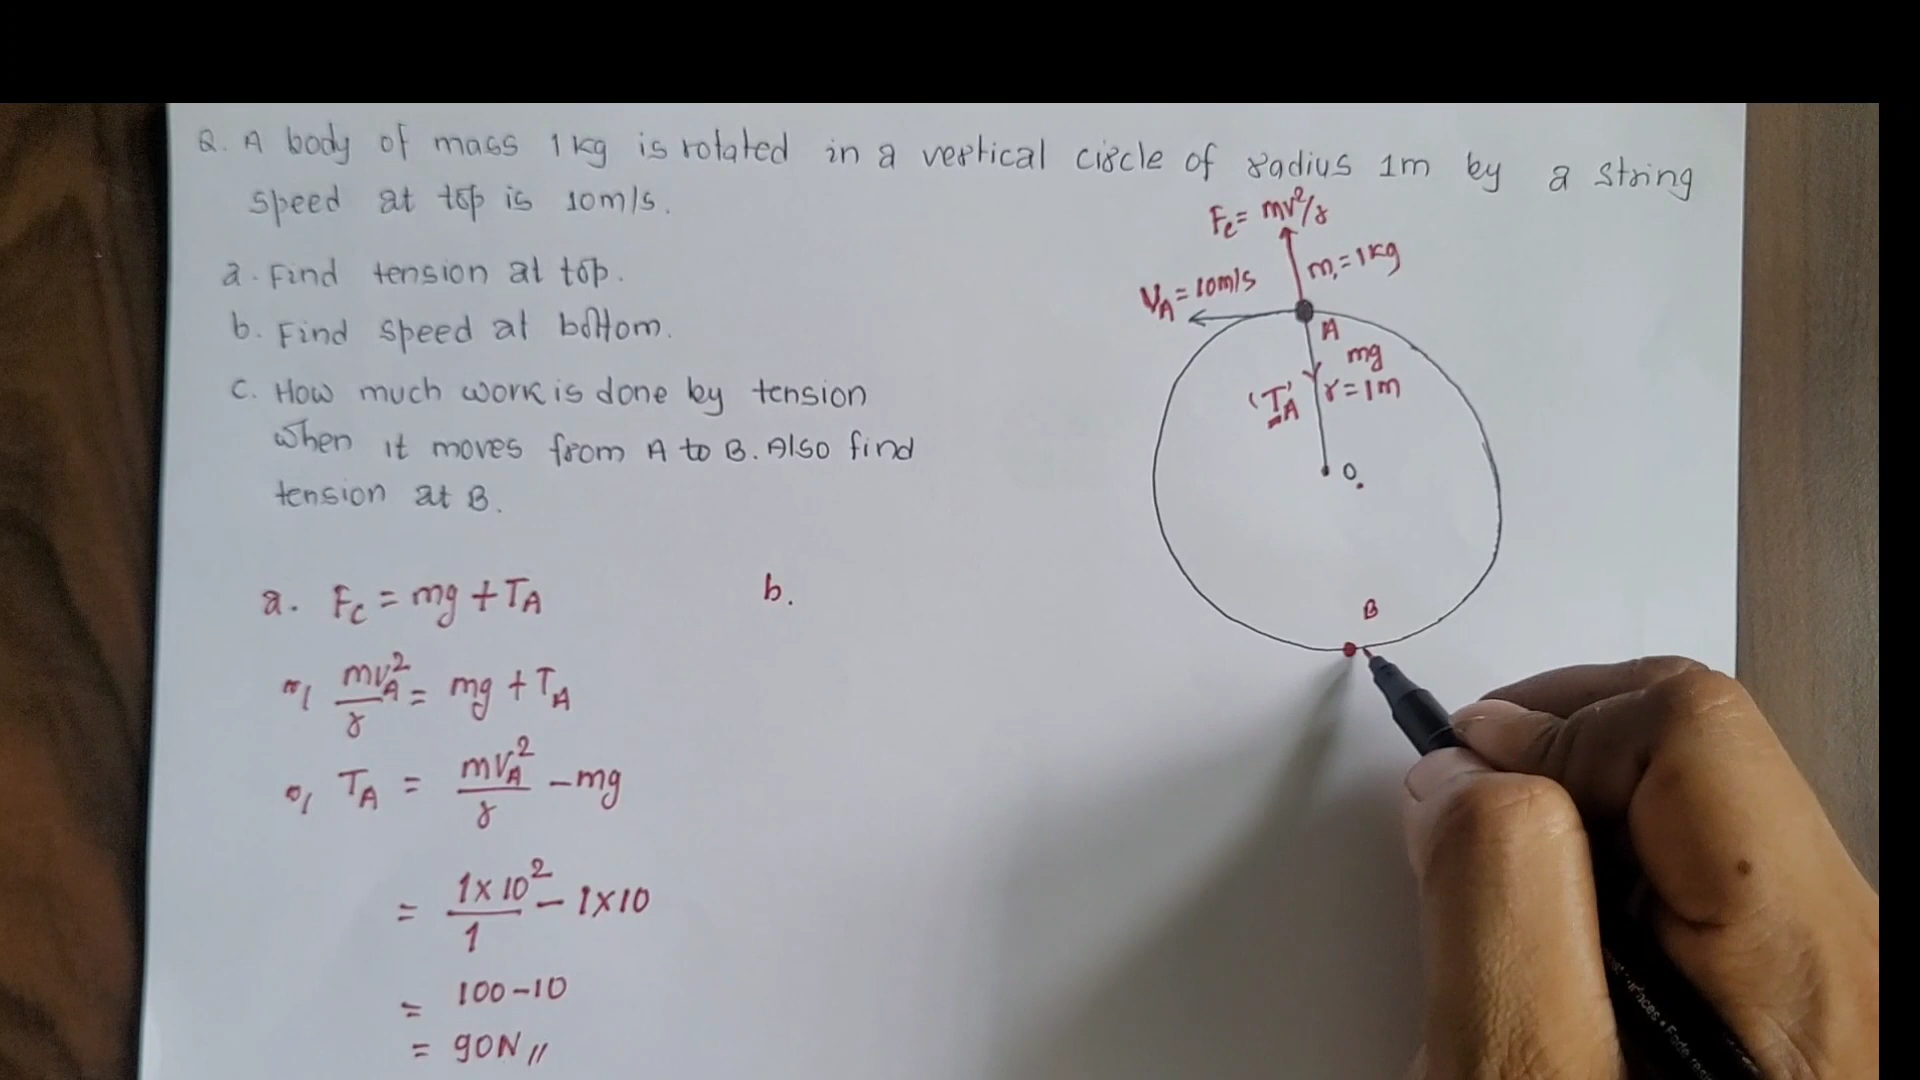 Q. A body of mass 1 kg is rotated in a vertical circle of radius 1m by a string
speed at top is 10m/s.
a. Find tension at top.
b. Find speed at bottom.
c. How much work is done by tension
when it moves from A to B. Also find
tension at B.
Fc = mv²/r
m = 1kg
VA = 10m/s
A
mg
'TA'
r = 1m
O
B
a. Fc = mg + TA
or, mvA²/r = mg + TA
or, TA = mvA²/r - mg
= 1×10²/1 - 1×10
= 100-10
= 90N //
b.